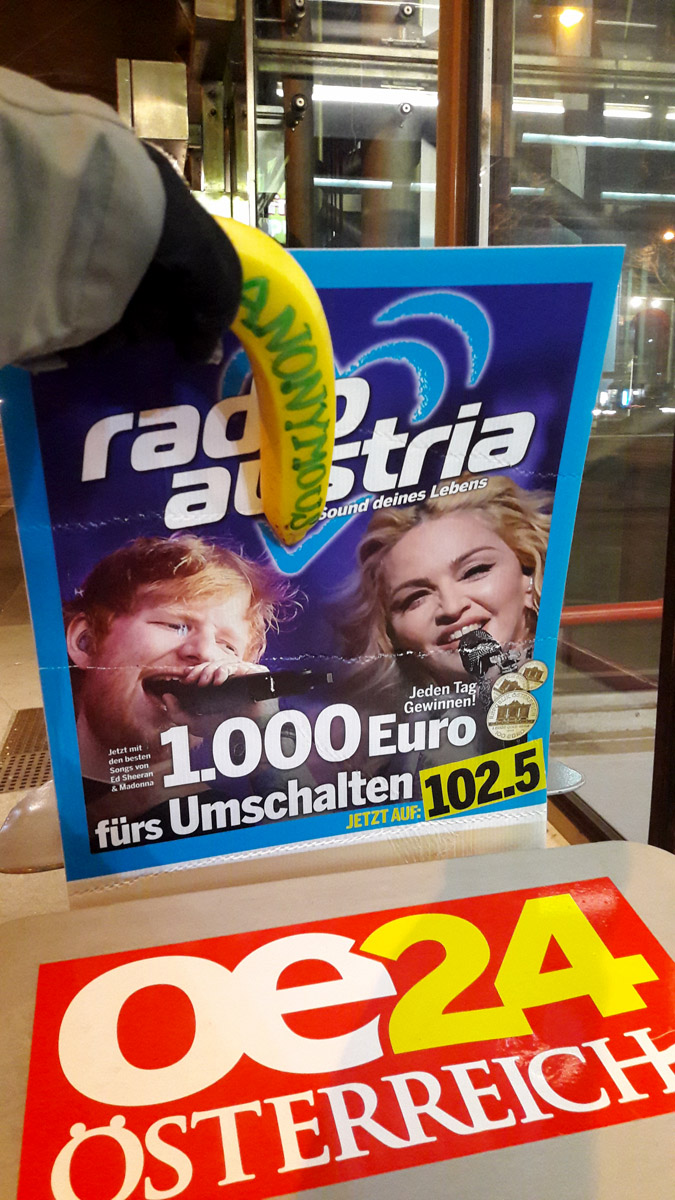 ANONYMOUS
radio
austria
Sound deines Lebens
Jeden Tag
Gewinnen!
Jetzt mit
den besten
Songs von
Ed Sheeran
& Madonna
1.000 Euro
fürs Umschalten
JETZT AUF: 102.5
oe24
ÖSTERREICH